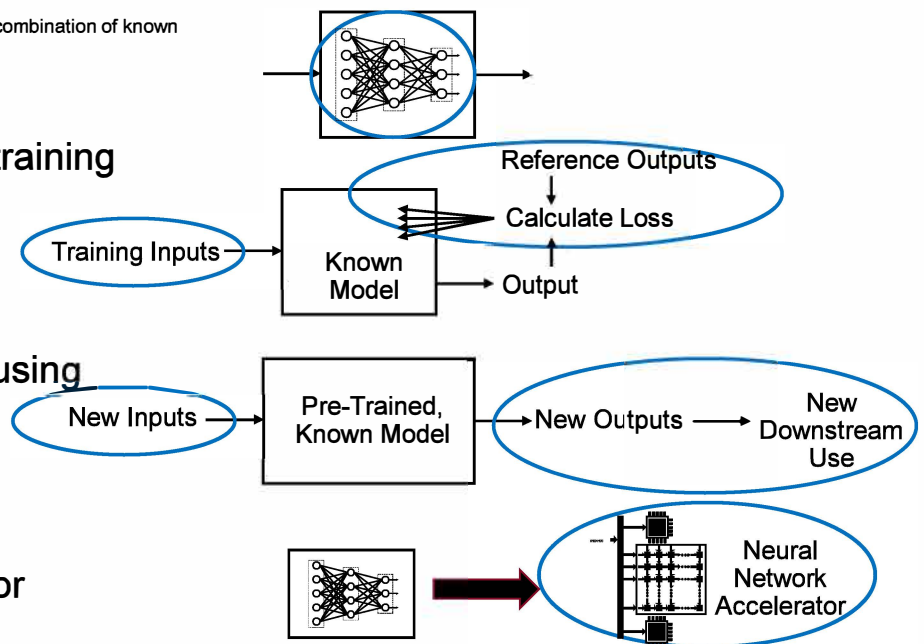 combination of known
training
Reference Outputs
Calculate Loss
Training Inputs
Known
Model
Output
using
New Inputs
Pre-Trained,
Known Model
New Outputs
New
Downstream
Use
or
Neural
Network
Accelerator